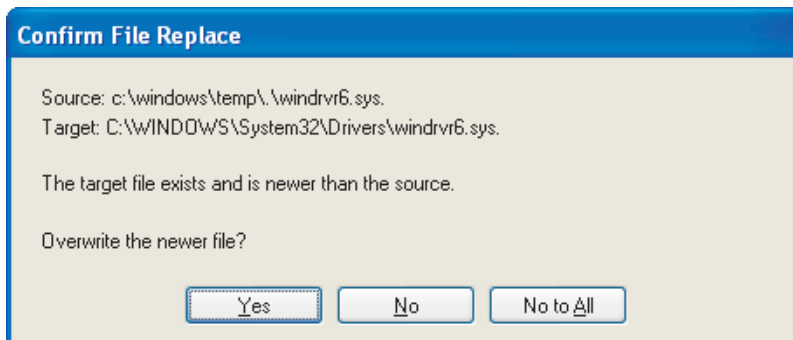 Confirm File Replace
Source: c:\windows\temp\.\windrvr6.sys.
Target: C:\WINDOWS\System32\Drivers\windrvr6.sys.
The target file exists and is newer than the source.
Overwrite the newer file?
Yes No No to All